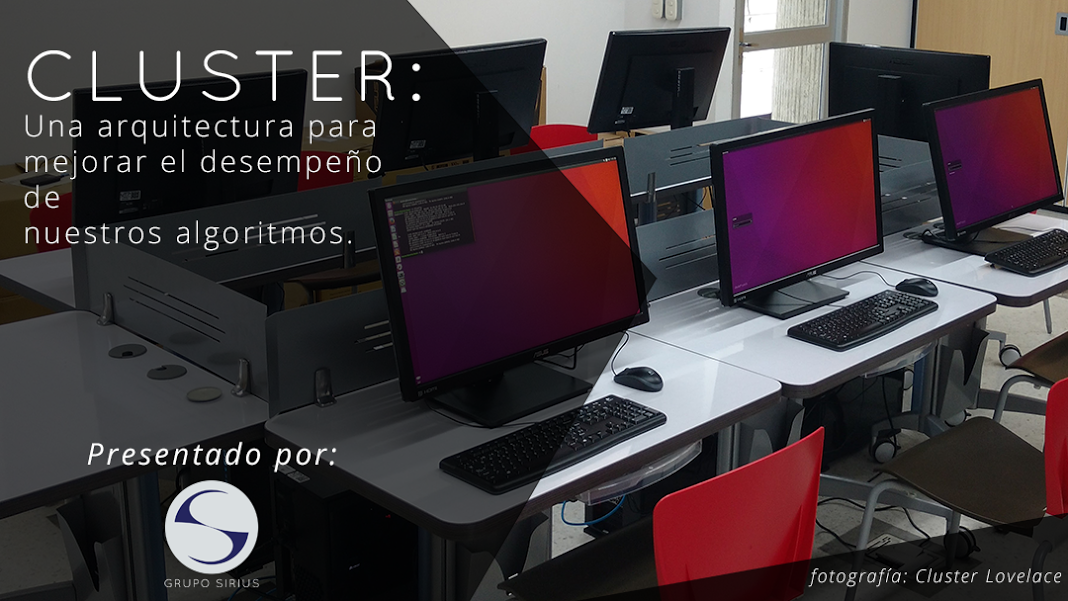 CLUSTER:
Una arquitectura para
mejorar el desempeño
de
nuestros algoritmos.
Presentado por:
GRUPO SIRIUS
fotografía: Cluster Lovelace